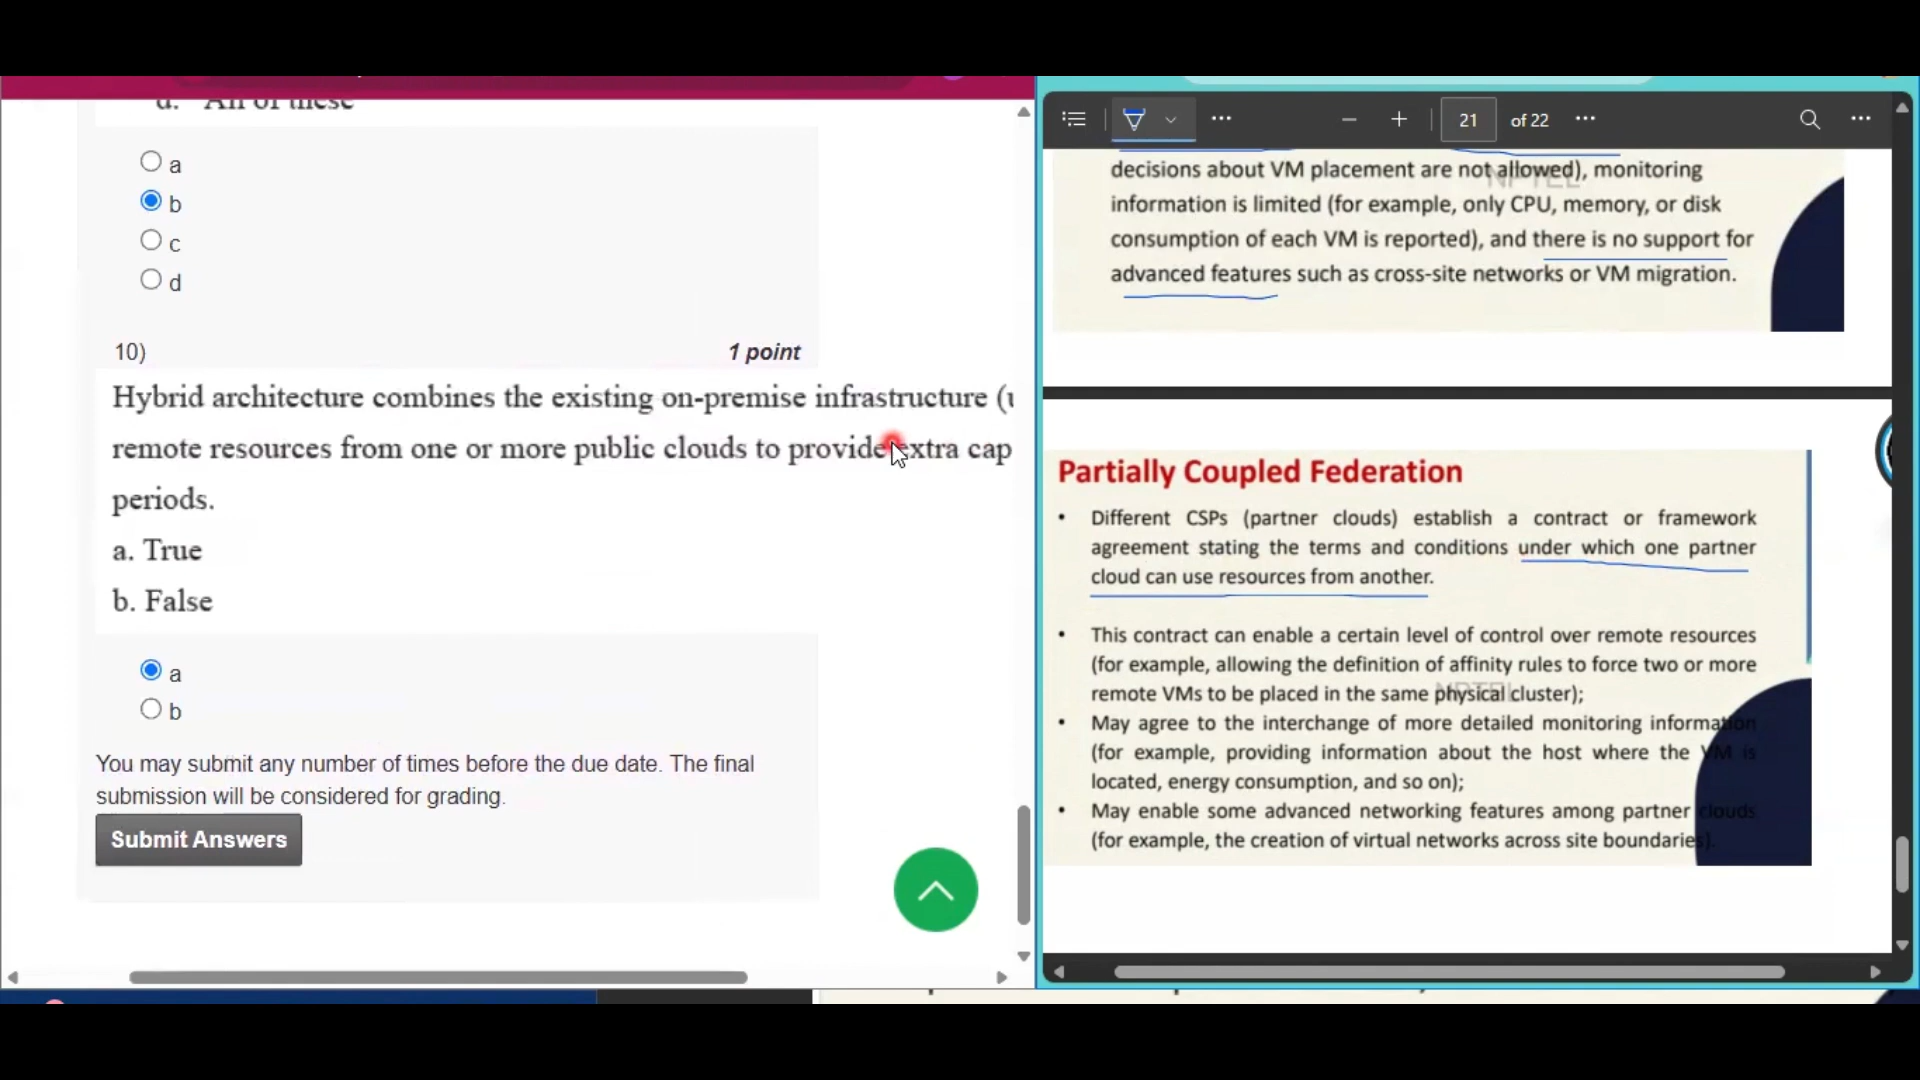 d. All of these
a
b
c
d
10)
1 point
Hybrid architecture combines the existing on-premise infrastructure (
remote resources from one or more public clouds to provide extra cap
periods.
a. True
b. False
a
b
You may submit any number of times before the due date. The final
submission will be considered for grading.
Submit Answers
21 of 22
decisions about VM placement are not allowed), monitoring
information is limited (for example, only CPU, memory, or disk
consumption of each VM is reported), and there is no support for
advanced features such as cross-site networks or VM migration.
NPTEL
Partially Coupled Federation
• Different CSPs (partner clouds) establish a contract or framework
agreement stating the terms and conditions under which one partner
cloud can use resources from another.
• This contract can enable a certain level of control over remote resources
(for example, allowing the definition of affinity rules to force two or more
remote VMs to be placed in the same physical cluster);
NPTEL
• May agree to the interchange of more detailed monitoring information
(for example, providing information about the host where the VM is
located, energy consumption, and so on);
• May enable some advanced networking features among partner clouds
(for example, the creation of virtual networks across site boundaries).